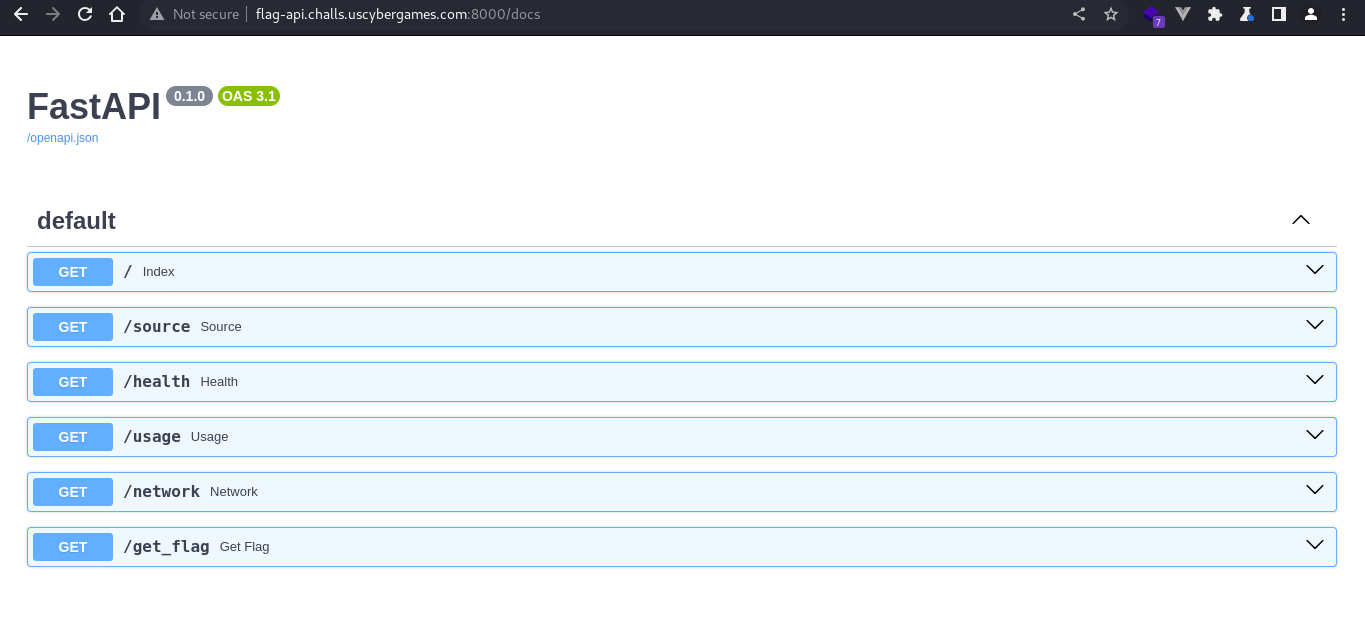 Not secure flag-api.challs.uscybergames.com:8000/docs
7
FastAPI 0.1.0 OAS 3.1
/openapi.json
default
GET / Index
GET /source Source
GET /health Health
GET /usage Usage
GET /network Network
GET /get_flag Get Flag